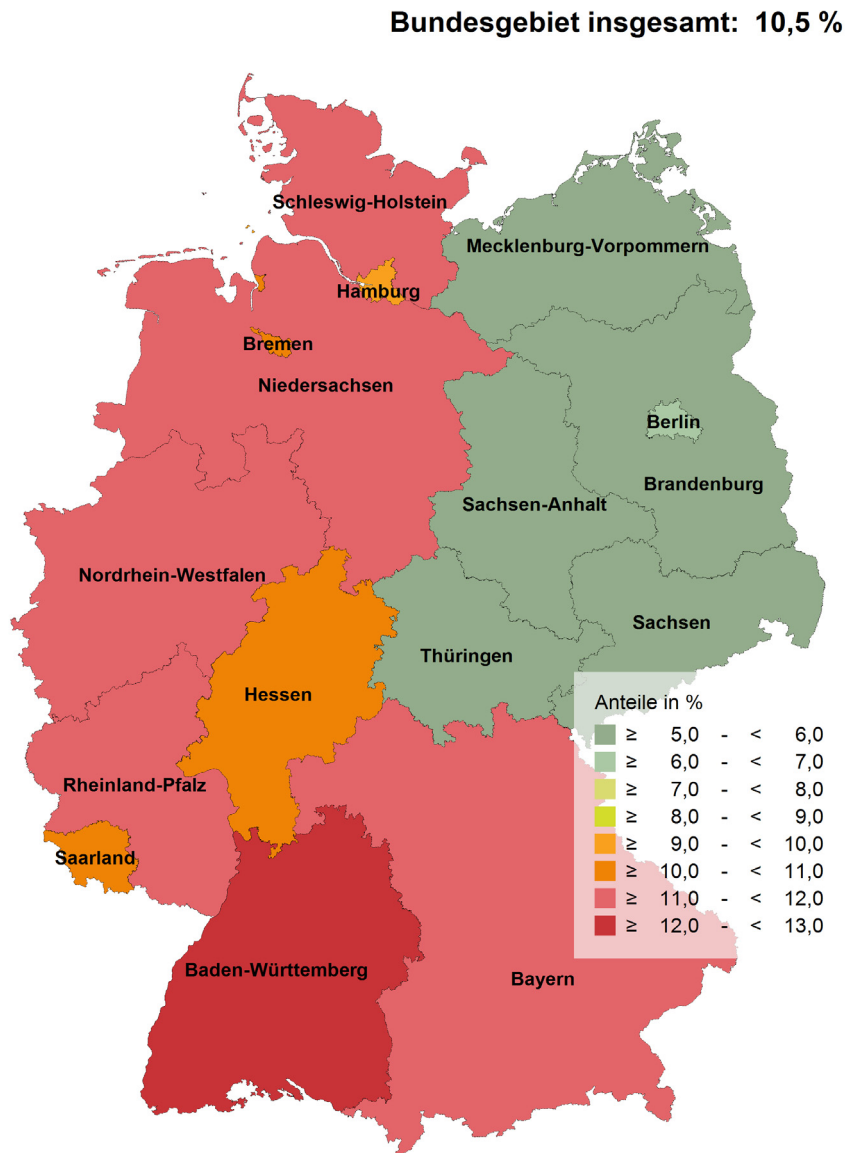 Bundesgebiet insgesamt: 10,5 %
Schleswig-Holstein
Mecklenburg-Vorpommern
Hamburg
Bremen
Niedersachsen
Berlin
Brandenburg
Sachsen-Anhalt
Nordrhein-Westfalen
Sachsen
Thüringen
Hessen
Rheinland-Pfalz
Saarland
Baden-Württemberg
Bayern
Anteile in %
≥ 5,0 - < 6,0
≥ 6,0 - < 7,0
≥ 7,0 - < 8,0
≥ 8,0 - < 9,0
≥ 9,0 - < 10,0
≥ 10,0 - < 11,0
≥ 11,0 - < 12,0
≥ 12,0 - < 13,0